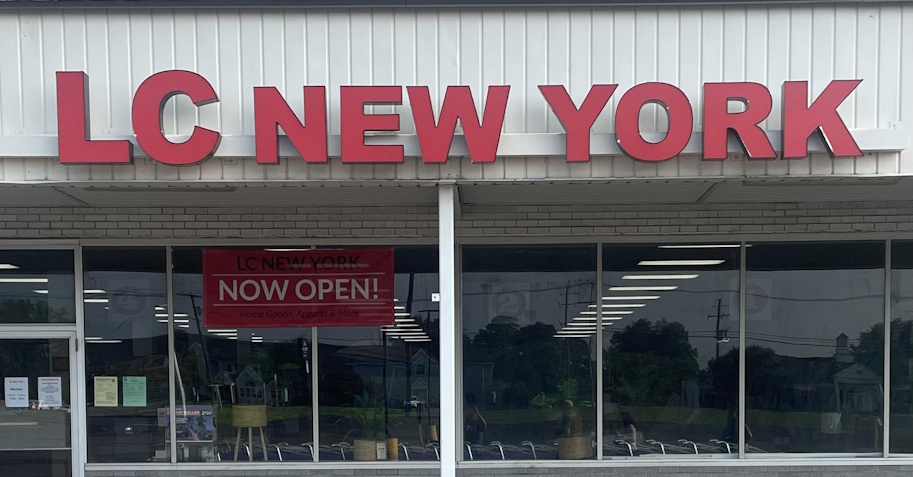 LC NEW YORK
LC NEW YORK
NOW OPEN!
Home Goods, Apparel & More